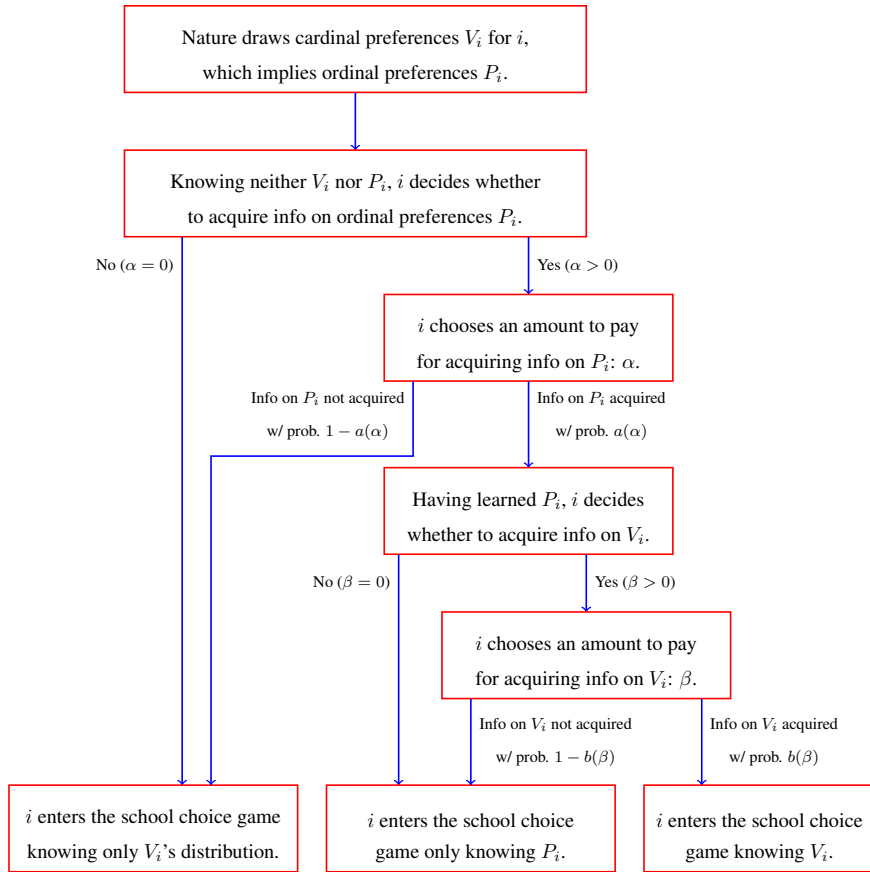 Nature draws cardinal preferences V_i for i,
which implies ordinal preferences P_i.
Knowing neither V_i nor P_i, i decides whether
to acquire info on ordinal preferences P_i.
No (α = 0)
Yes (α > 0)
i chooses an amount to pay
for acquiring info on P_i: α.
Info on P_i not acquired
w/ prob. 1 − a(α)
Info on P_i acquired
w/ prob. a(α)
Having learned P_i, i decides
whether to acquire info on V_i.
No (β = 0)
Yes (β > 0)
i chooses an amount to pay
for acquiring info on V_i: β.
Info on V_i not acquired
w/ prob. 1 − b(β)
Info on V_i acquired
w/ prob. b(β)
i enters the school choice game
knowing only V_i's distribution.
i enters the school choice
game only knowing P_i.
i enters the school choice
game knowing V_i.